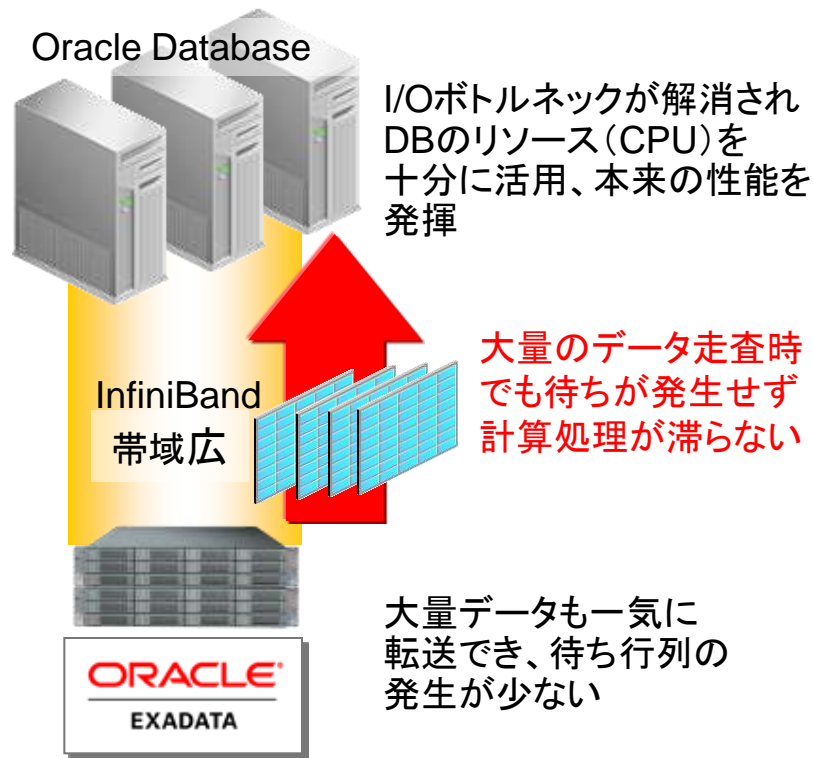 Oracle Database
I/Oボトルネックが解消され
DBのリソース(CPU)を
十分に活用、本来の性能を
発揮
大量のデータ走査時
でも待ちが発生せず
計算処理が滞らない
InfiniBand
帯域広
大量データも一気に
転送でき、待ち行列の
発生が少ない
ORACLE
EXADATA